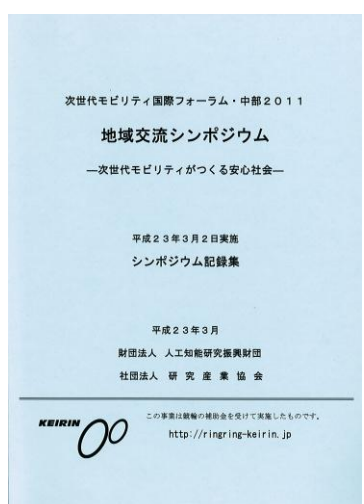 次世代モビリティ国際フォーラム・中部2011
地域交流シンポジウム
―次世代モビリティがつくる安心社会―
平成23年3月2日実施
シンポジウム記録集
平成23年3月
財団法人 人工知能研究振興財団
社団法人 研究産業協会
KEIRIN
この事業は競輪の補助金を受けて実施したものです。
http://ringring-keirin.jp